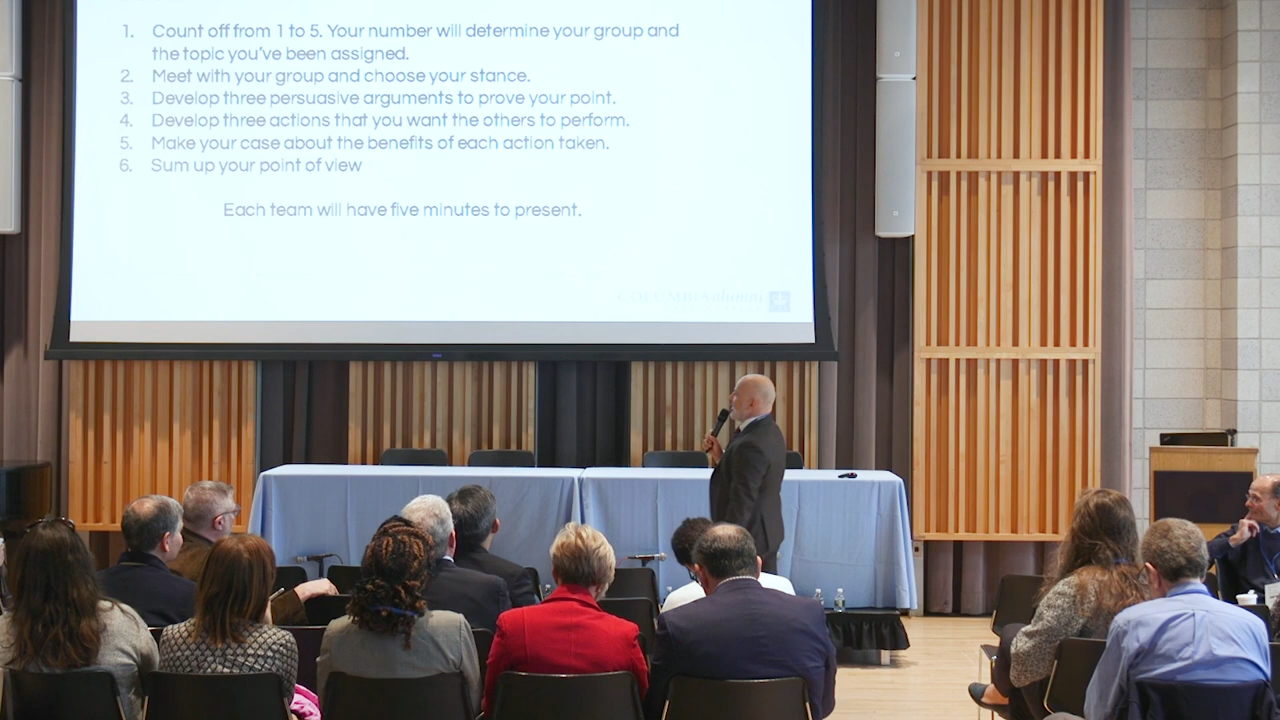 1. Count off from 1 to 5. Your number will determine your group and
the topic you've been assigned.
2. Meet with your group and choose your stance.
3. Develop three persuasive arguments to prove your point.
4. Develop three actions that you want the others to perform.
5. Make your case about the benefits of each action taken.
6. Sum up your point of view
Each team will have five minutes to present.
COLUMBIA alumni